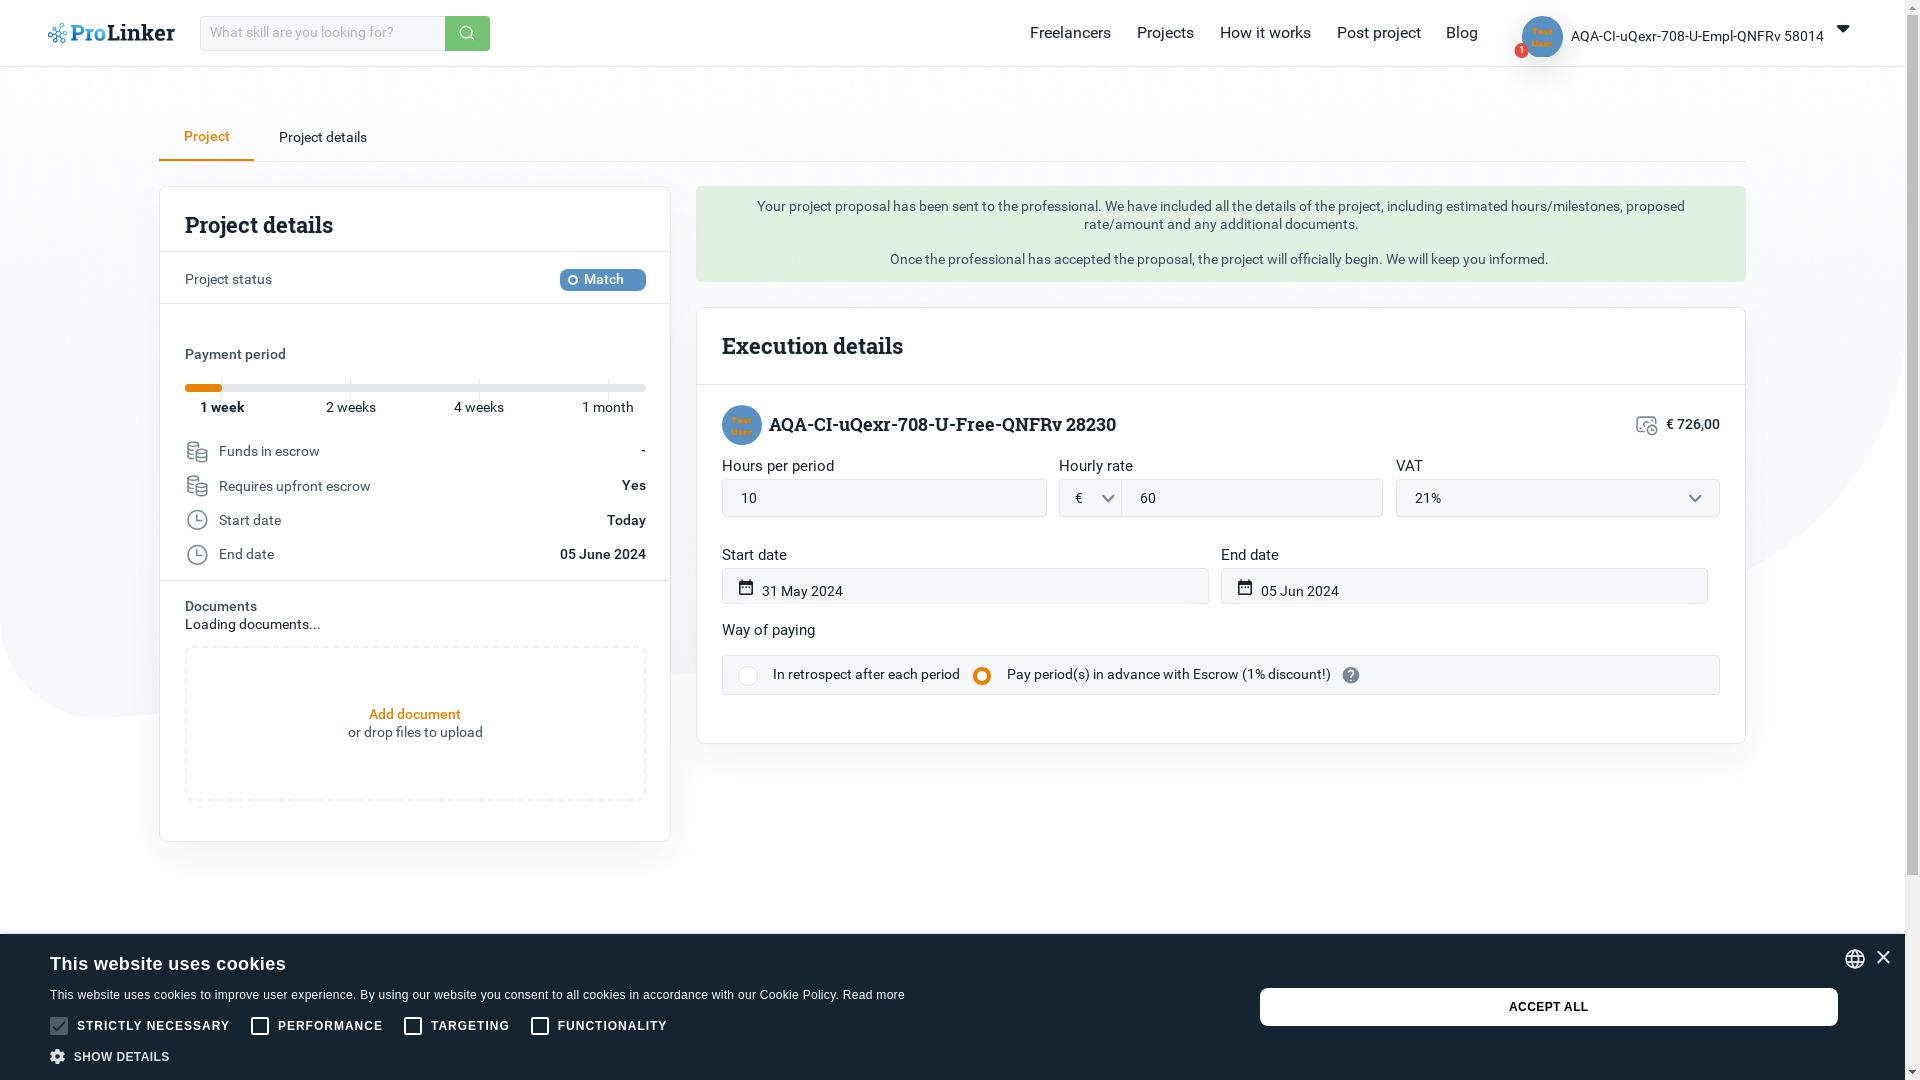 ProLinker
What skill are you looking for?
Freelancers
Projects
How it works
Post project
Blog
1
AQA-CI-uQexr-708-U-Empl-QNFRv 58014
Project
Project details
Project details
Project status
Match
Payment period
1 week
2 weeks
4 weeks
1 month
Funds in escrow
-
Requires upfront escrow
Yes
Start date
Today
End date
05 June 2024
Documents
Loading documents...
Add document
or drop files to upload
Your project proposal has been sent to the professional. We have included all the details of the project, including estimated hours/milestones, proposed
rate/amount and any additional documents.
Once the professional has accepted the proposal, the project will officially begin. We will keep you informed.
Execution details
Test
User
AQA-CI-uQexr-708-U-Free-QNFRv 28230
€ 726,00
Hours per period
Hourly rate
VAT
10
€
60
21%
Start date
End date
31 May 2024
05 Jun 2024
Way of paying
In retrospect after each period
Pay period(s) in advance with Escrow (1% discount!)
?
This website uses cookies
This website uses cookies to improve user experience. By using our website you consent to all cookies in accordance with our Cookie Policy. Read more
STRICTLY NECESSARY
PERFORMANCE
TARGETING
FUNCTIONALITY
SHOW DETAILS
ACCEPT ALL
×